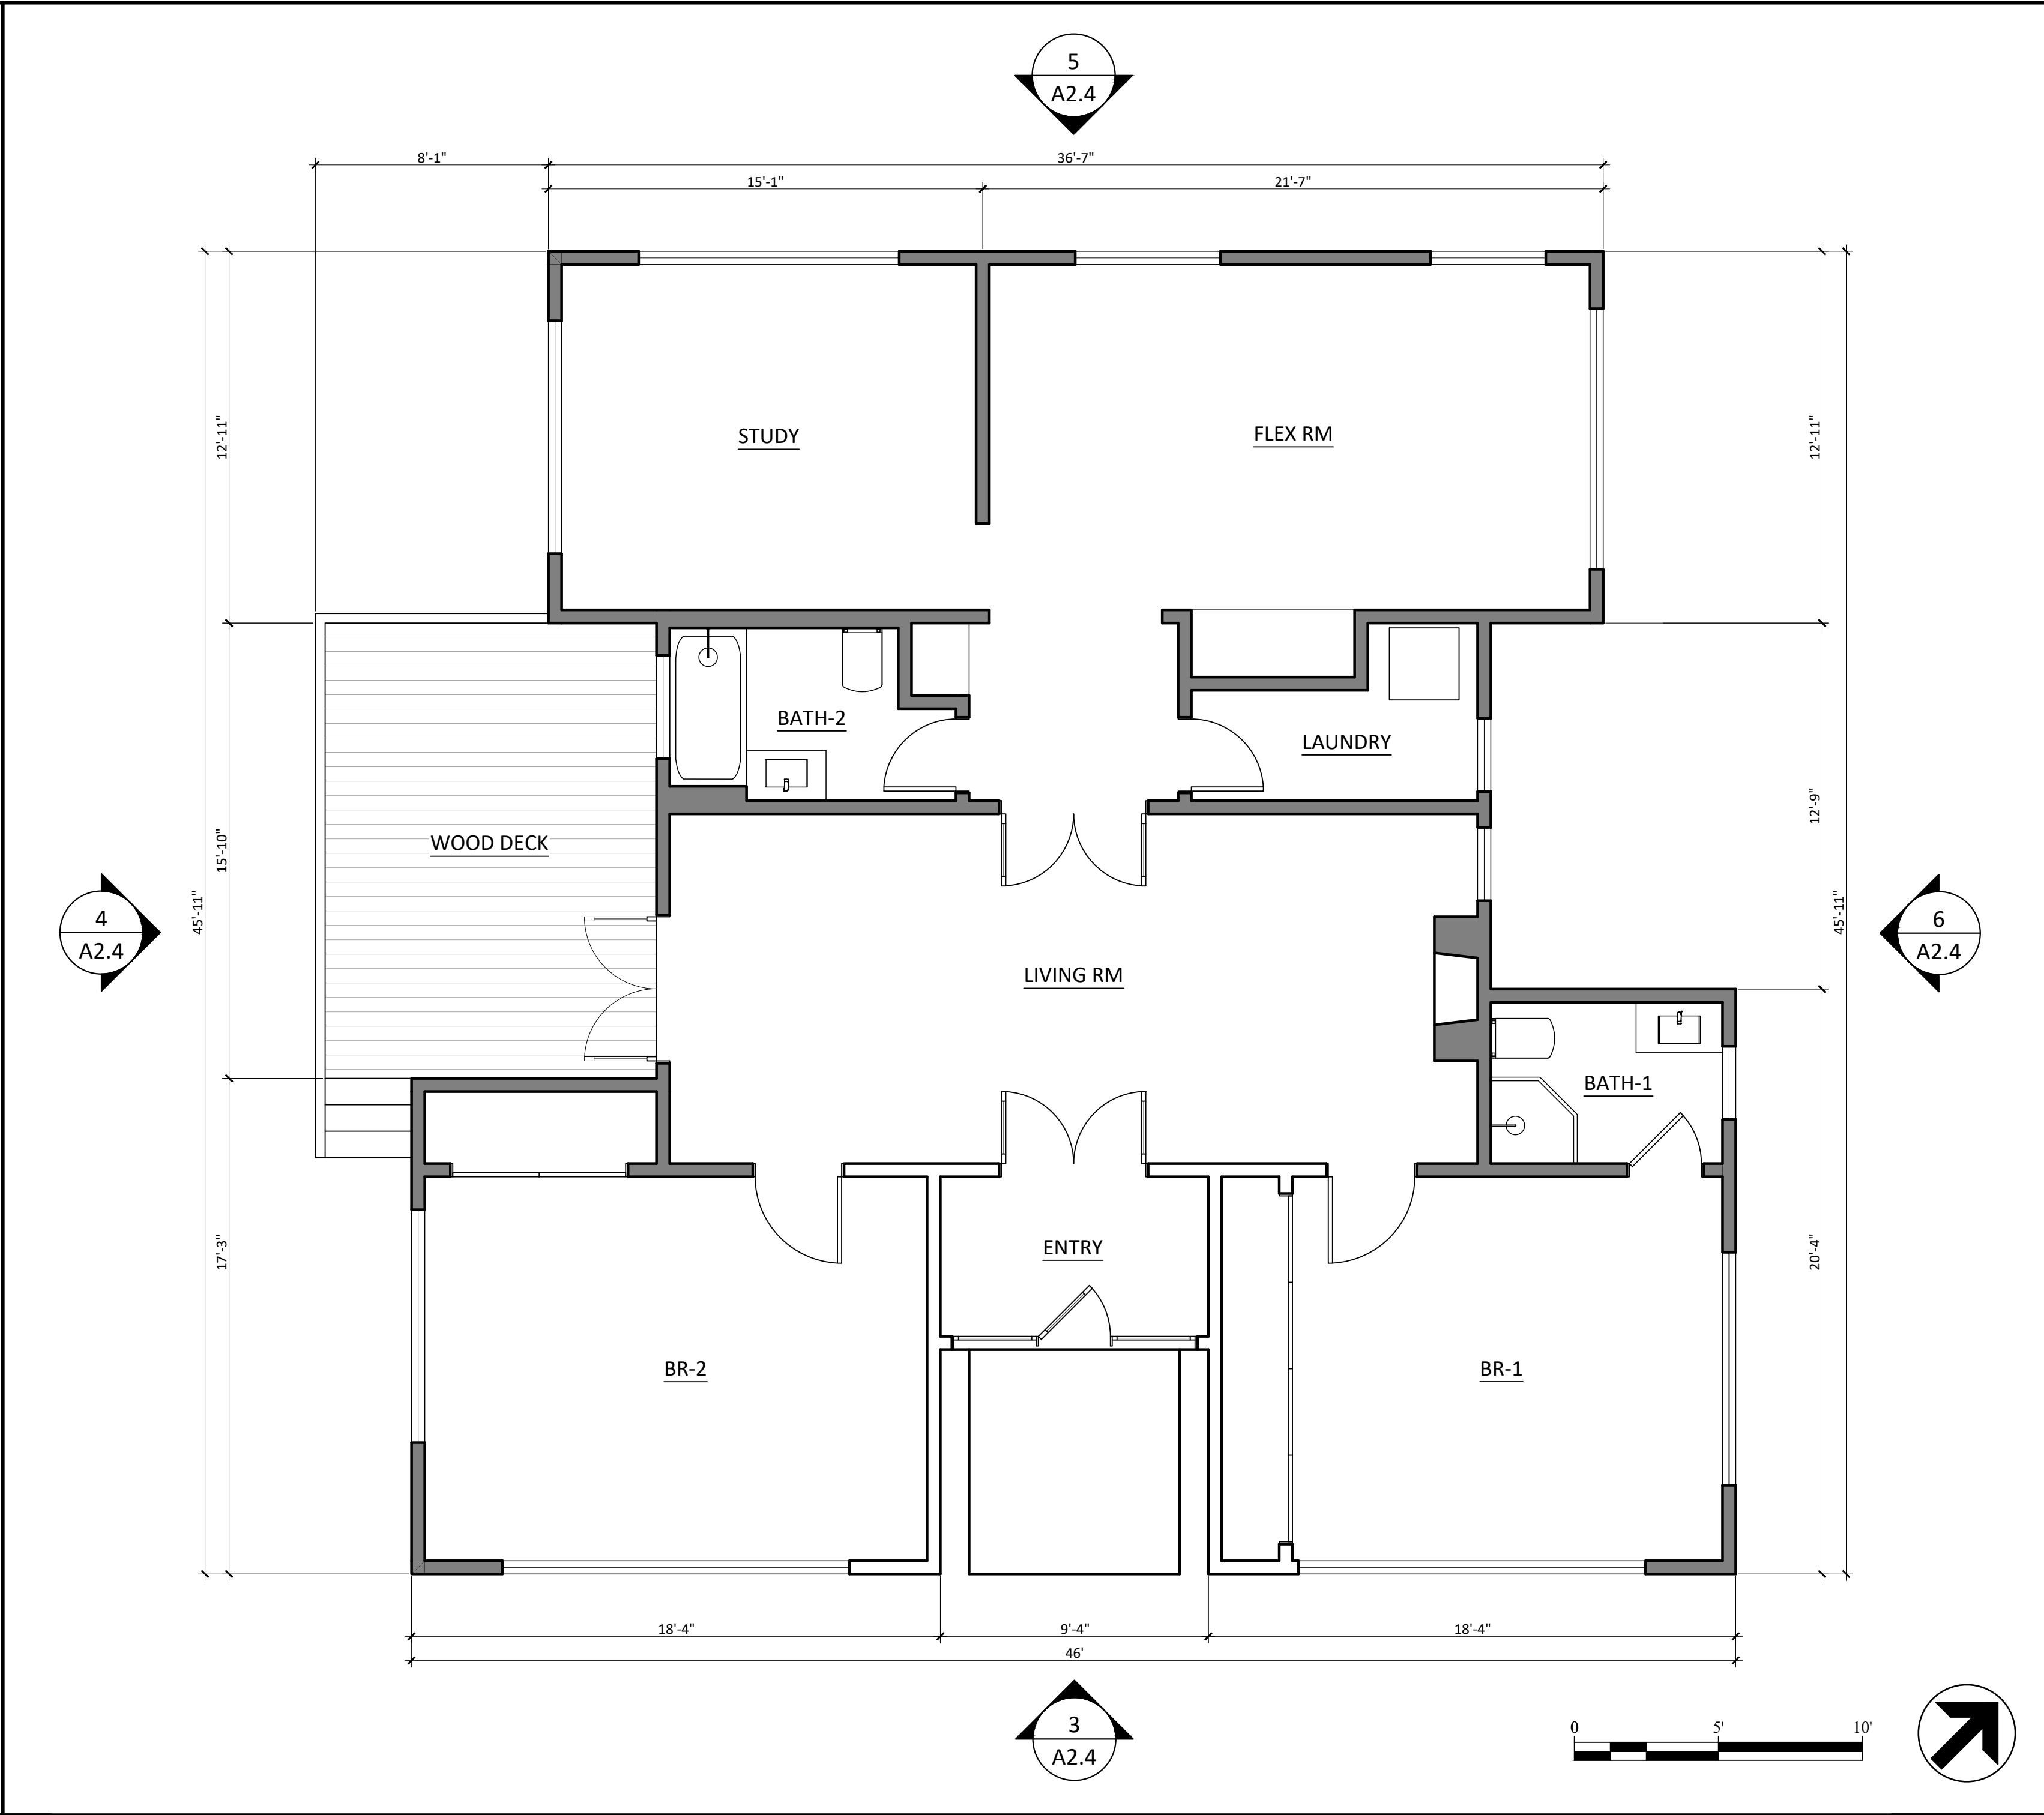 5
A2.4
8'-1"
36'-7"
15'-1"
21'-7"
12'-11"
12'-11"
STUDY
FLEX RM
BATH-2
LAUNDRY
15'-10"
WOOD DECK
12'-9"
45'-11"
45'-11"
4
A2.4
6
A2.4
LIVING RM
BATH-1
17'-3"
ENTRY
20'-4"
BR-2
BR-1
18'-4"
9'-4"
18'-4"
46'
3
A2.4
0
5'
10'